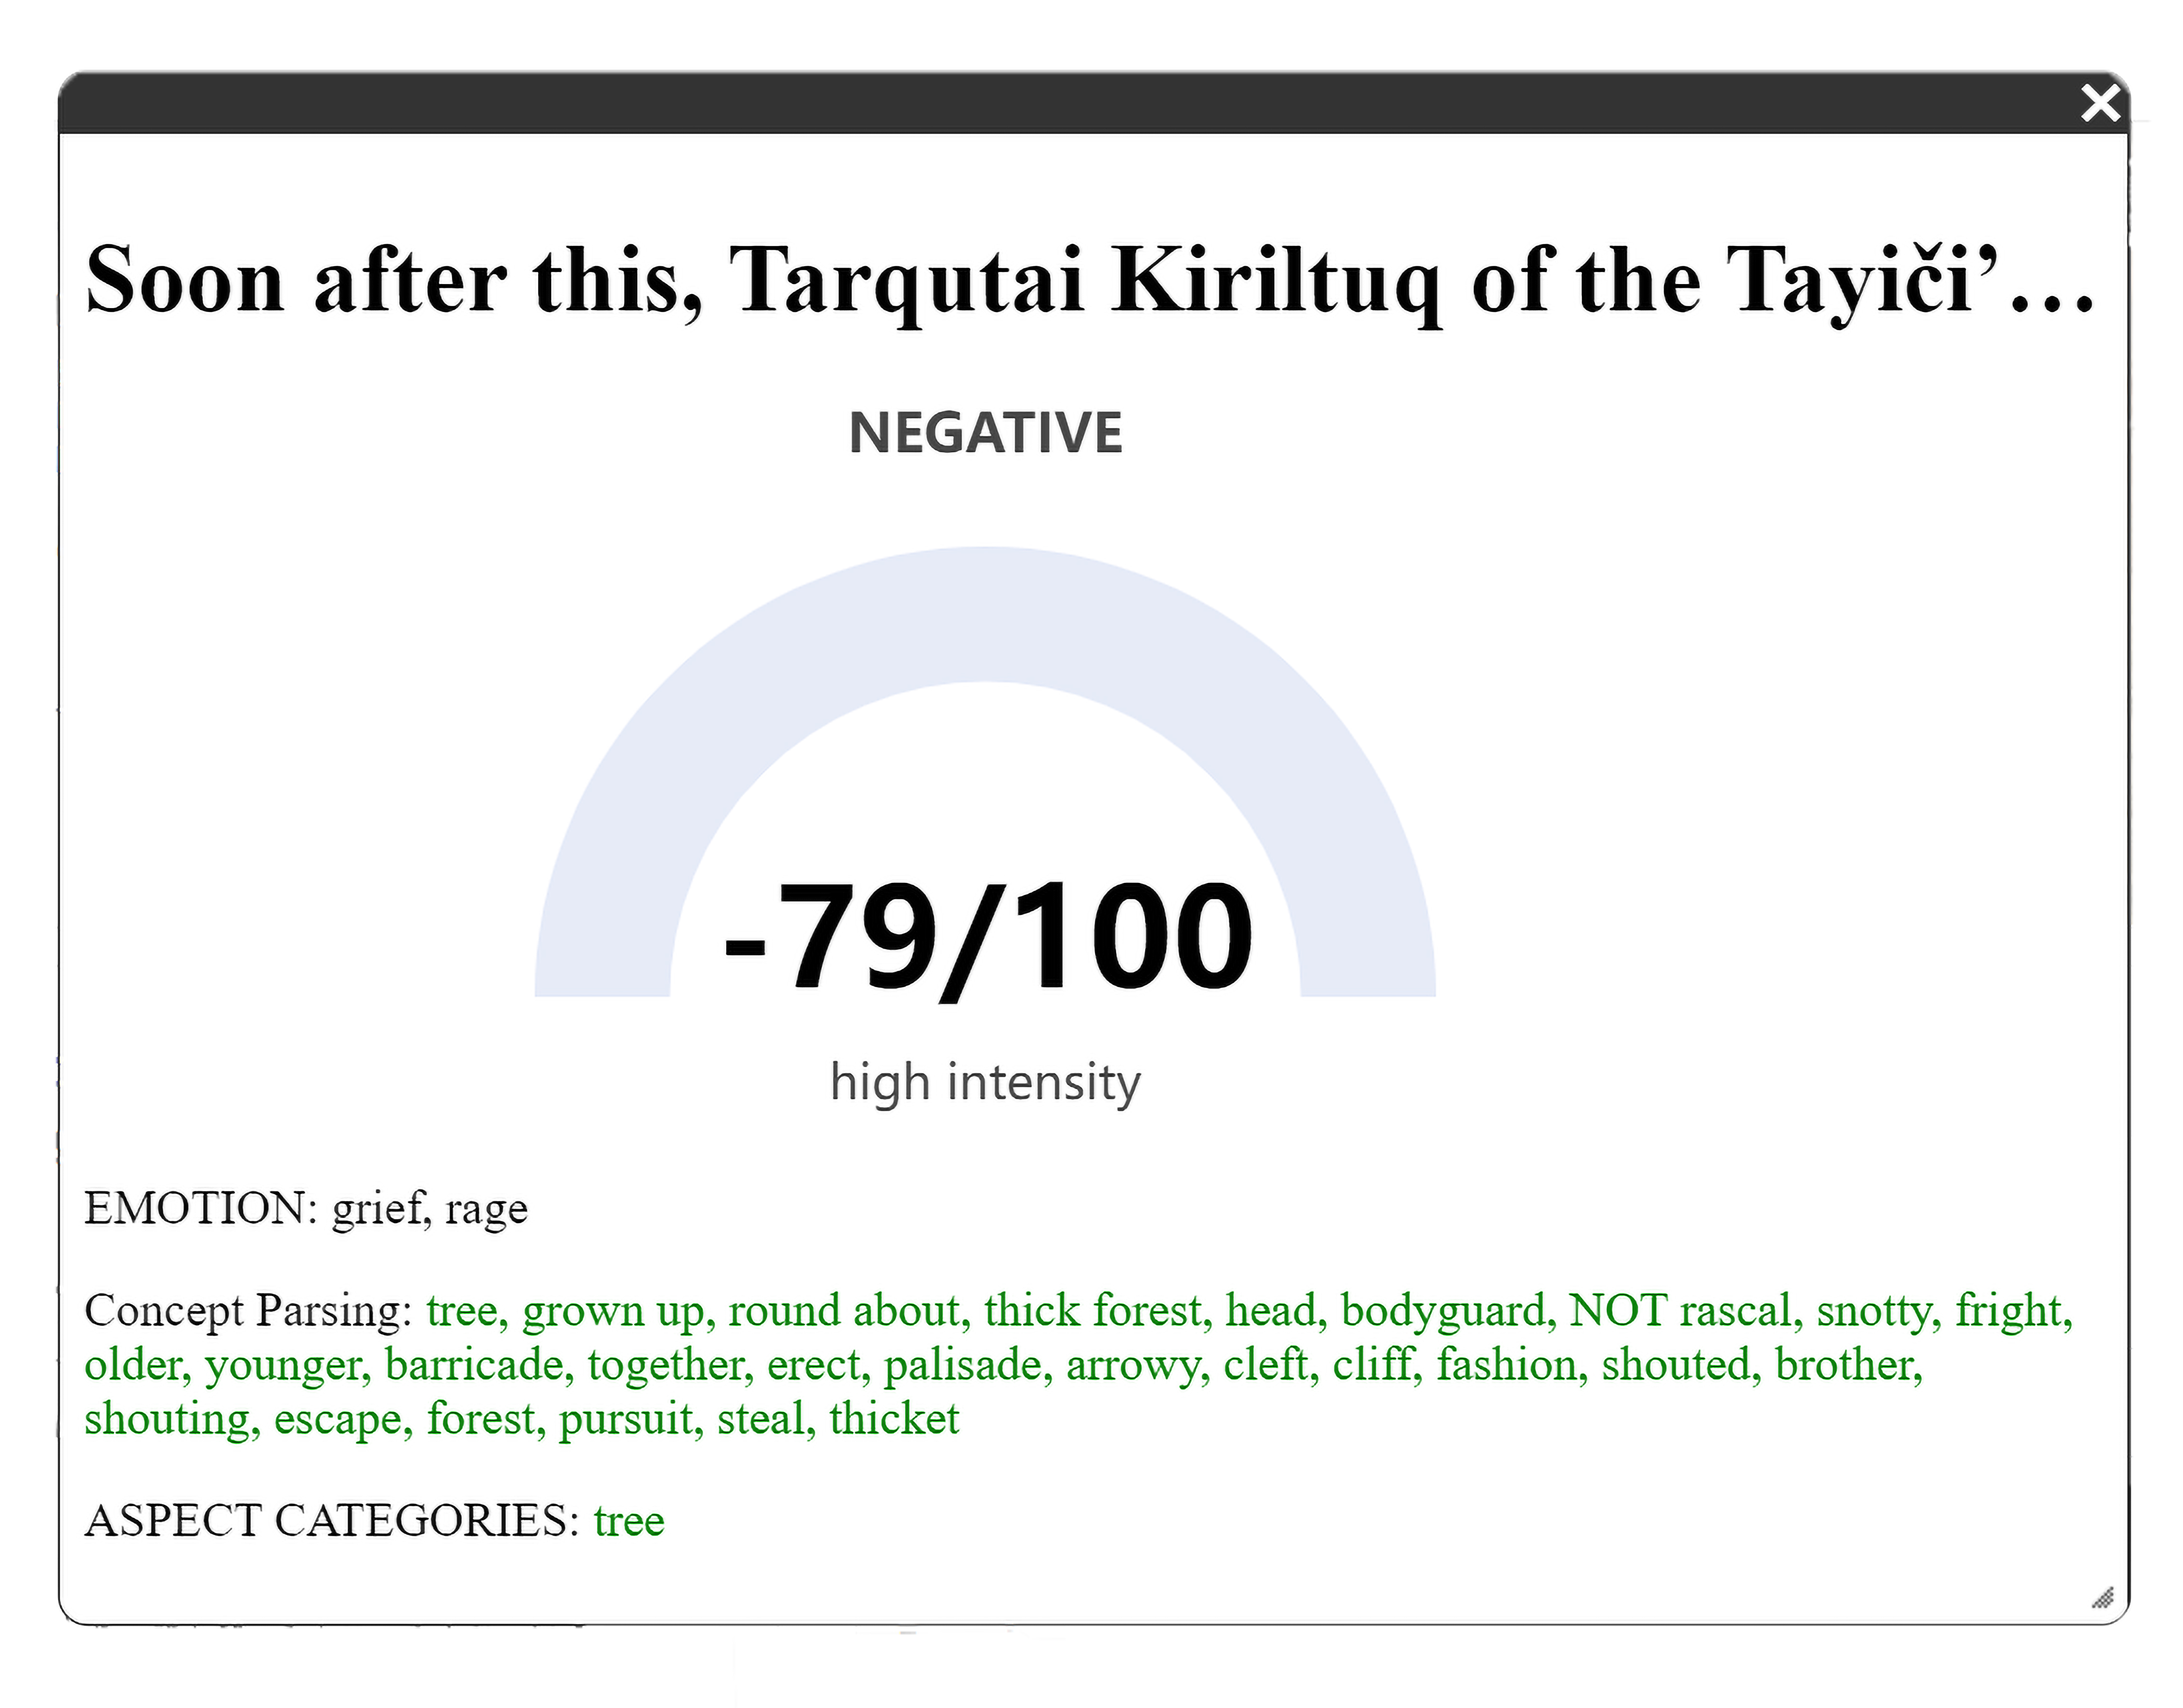 Soon after this, Tarqutai Kiriltuq of the Tayiči’…
NEGATIVE
-79/100
high intensity
EMOTION: grief, rage
Concept Parsing: tree, grown up, round about, thick forest, head, bodyguard, NOT rascal, snotty, fright,
older, younger, barricade, together, erect, palisade, arrowy, cleft, cliff, fashion, shouted, brother,
shouting, escape, forest, pursuit, steal, thicket
ASPECT CATEGORIES: tree